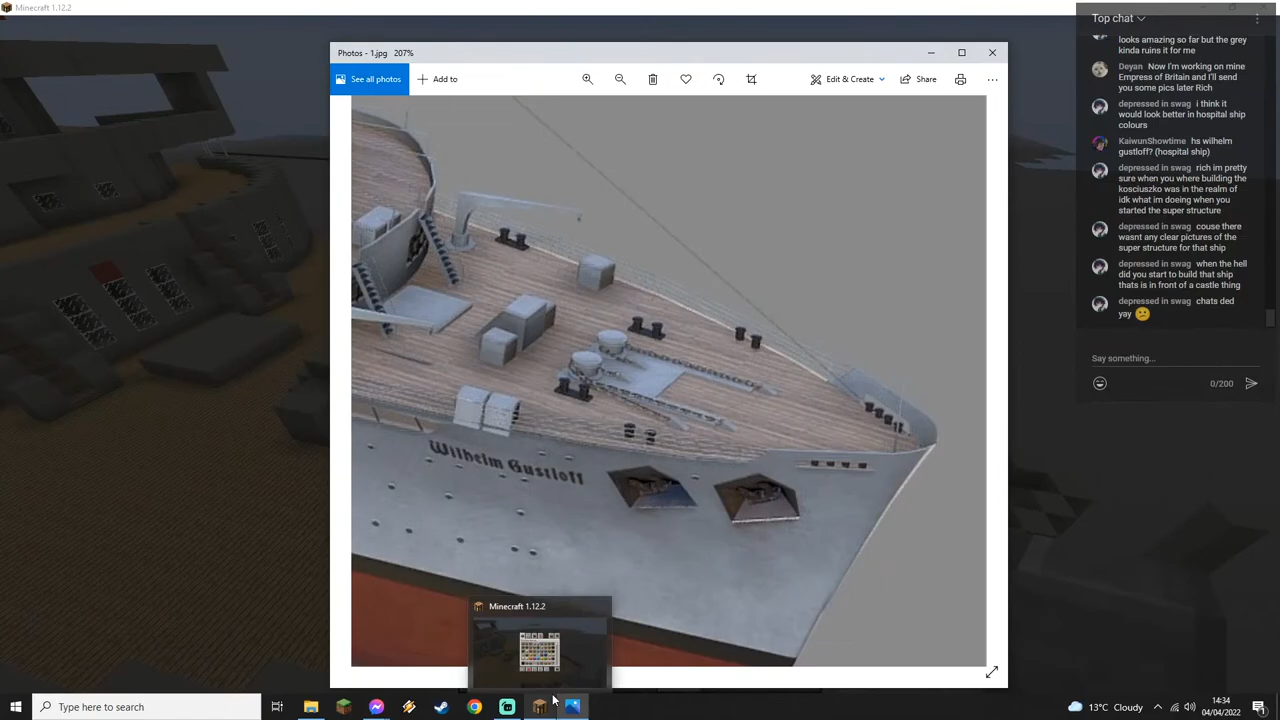 Minecraft 1.12.2
Photos - 1.jpg 207%
See all photos
Add to
Edit & Create
Share
Wilhelm Gustloff
Minecraft 1.12.2
Top chat
looks amazing so far but the grey
kinda ruins it for me
Deyan Now I'm working on mine
Empress of Britain and I'll send
you some pics later Rich
depressed in swag i think it
would look better in hospital ship
colours
KaiwunShowtime hs wilhelm
gustloff? (hospital ship)
depressed in swag rich im pretty
sure when you where building the
kosciuszko was in the realm of
idk what im doeing when you
started the super structure
depressed in swag couse there
wasnt any clear pictures of the
super structure for that ship
depressed in swag when the hell
did you start to build that ship
thats is in front of a castle thing
depressed in swag chats ded
yay
Say something...
0/200
Type here to search
13°C Cloudy
14:34
04/04/2022